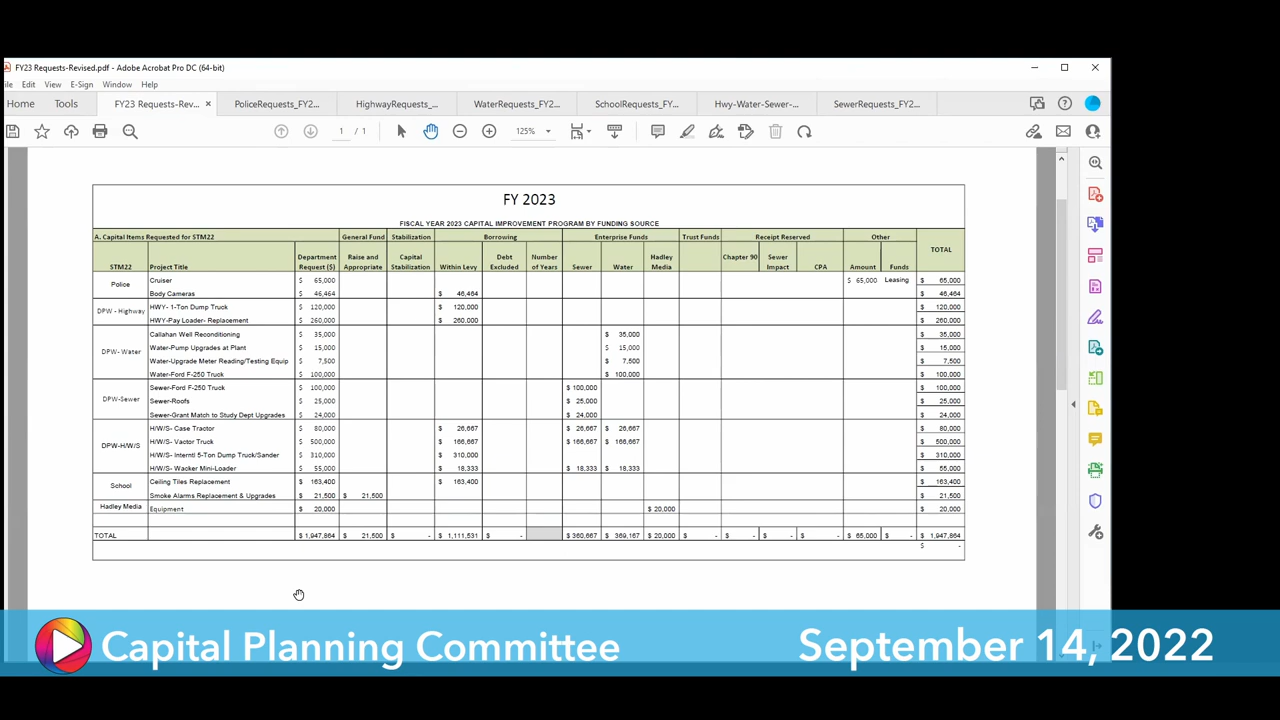 FY23 Requests-Revised.pdf - Adobe Acrobat Pro DC (64-bit)
ile Edit View E-Sign Window Help
Home Tools FY23 Requests-Rev... × PoliceRequests_FY2... HighwayRequests_... WaterRequests_FY2... SchoolRequests_FY... Hwy-Water-Sewer-... SewerRequests_FY2...
1 / 1 125%
FY 2023
FISCAL YEAR 2023 CAPITAL IMPROVEMENT PROGRAM BY FUNDING SOURCE
A. Capital Items Requested for STM22 General Fund Stabilization Borrowing Enterprise Funds Trust Funds Receipt Reserved Other TOTAL
STM22 Project Title Department Request ($) Raise and Appropriate Capital Stabilization Within Levy Debt Excluded Number of Years Sewer Water Hadley Media Chapter 90 Sewer Impact CPA Amount Funds
Police Cruiser $ 65,000 $ 65,000 Leasing $ 65,000
Body Cameras $ 46,464 $ 46,464 $ 46,464
DPW - Highway HWY- 1-Ton Dump Truck $ 120,000 $ 120,000 $ 120,000
HWY-Pay Loader- Replacement $ 260,000 $ 260,000 $ 260,000
DPW- Water Callahan Well Reconditioning $ 35,000 $ 35,000 $ 35,000
Water-Pump Upgrades at Plant $ 15,000 $ 15,000 $ 15,000
Water-Upgrade Meter Reading/Testing Equip $ 7,500 $ 7,500 $ 7,500
Water-Ford F-250 Truck $ 100,000 $ 100,000 $ 100,000
DPW-Sewer Sewer-Ford F-250 Truck $ 100,000 $ 100,000 $ 100,000
Sewer-Roofs $ 25,000 $ 25,000 $ 25,000
Sewer-Grant Match to Study Dept Upgrades $ 24,000 $ 24,000 $ 24,000
DPW-H/W/S H/W/S- Case Tractor $ 80,000 $ 26,667 $ 26,667 $ 26,667 $ 80,000
H/W/S- Vactor Truck $ 500,000 $ 166,667 $ 166,667 $ 166,667 $ 500,000
H/W/S- Interntl 5-Ton Dump Truck/Sander $ 310,000 $ 310,000 $ 310,000
H/W/S- Wacker Mini-Loader $ 55,000 $ 18,333 $ 18,333 $ 18,333 $ 55,000
School Ceiling Tiles Replacement $ 163,400 $ 163,400 $ 163,400
Smoke Alarms Replacement & Upgrades $ 21,500 $ 21,500 $ 21,500
Hadley Media Equipment $ 20,000 $ 20,000 $ 20,000
TOTAL $ 1,947,864 $ 21,500 $ - $ 1,111,531 $ - $ 360,667 $ 369,167 $ 20,000 $ - $ - $ - $ - $ 65,000 $ - $ 1,947,864
$ -
Capital Planning Committee September 14, 2022